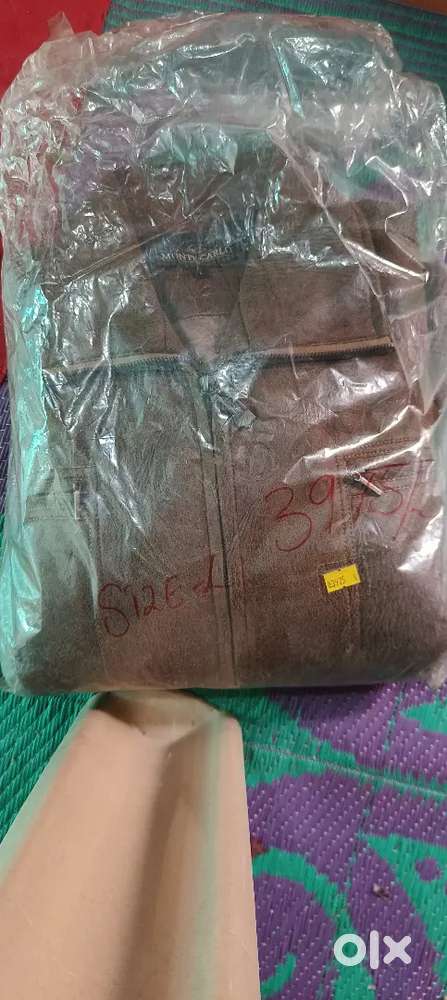 MONTE CARLO
3975/-
SIZE-L
olx